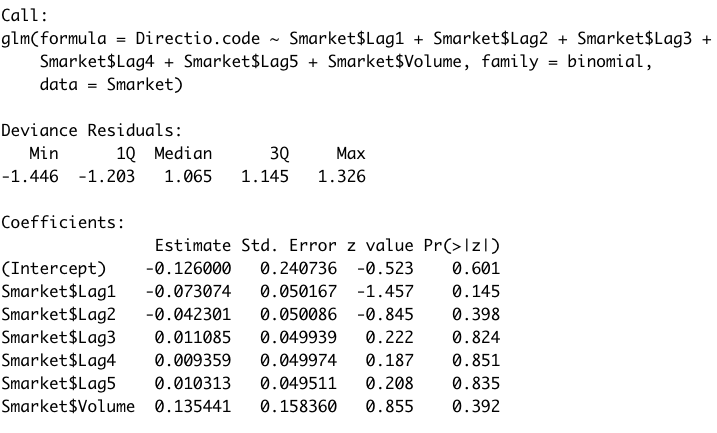 Call:
glm(formula = Directio.code ~ Smarket$Lag1 + Smarket$Lag2 + Smarket$Lag3 +
    Smarket$Lag4 + Smarket$Lag5 + Smarket$Volume, family = binomial,
    data = Smarket)

Deviance Residuals:
   Min      1Q  Median      3Q     Max
-1.446  -1.203   1.065   1.145   1.326

Coefficients:
                Estimate Std. Error z value Pr(>|z|)
(Intercept)    -0.126000   0.240736  -0.523    0.601
Smarket$Lag1   -0.073074   0.050167  -1.457    0.145
Smarket$Lag2   -0.042301   0.050086  -0.845    0.398
Smarket$Lag3    0.011085   0.049939   0.222    0.824
Smarket$Lag4    0.009359   0.049974   0.187    0.851
Smarket$Lag5    0.010313   0.049511   0.208    0.835
Smarket$Volume  0.135441   0.158360   0.855    0.392